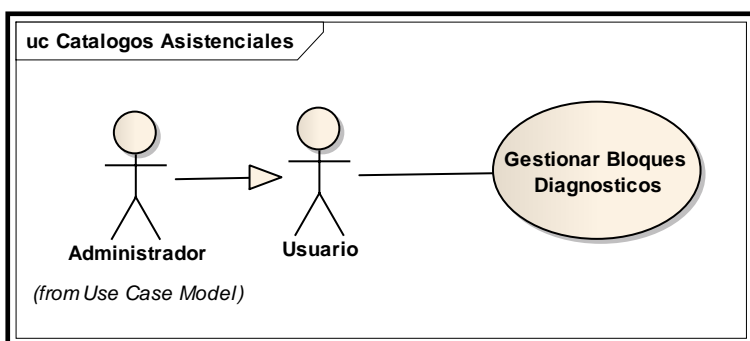 uc Catalogos Asistenciales
Gestionar Bloques
Diagnosticos
Administrador
Usuario
(from Use Case Model)